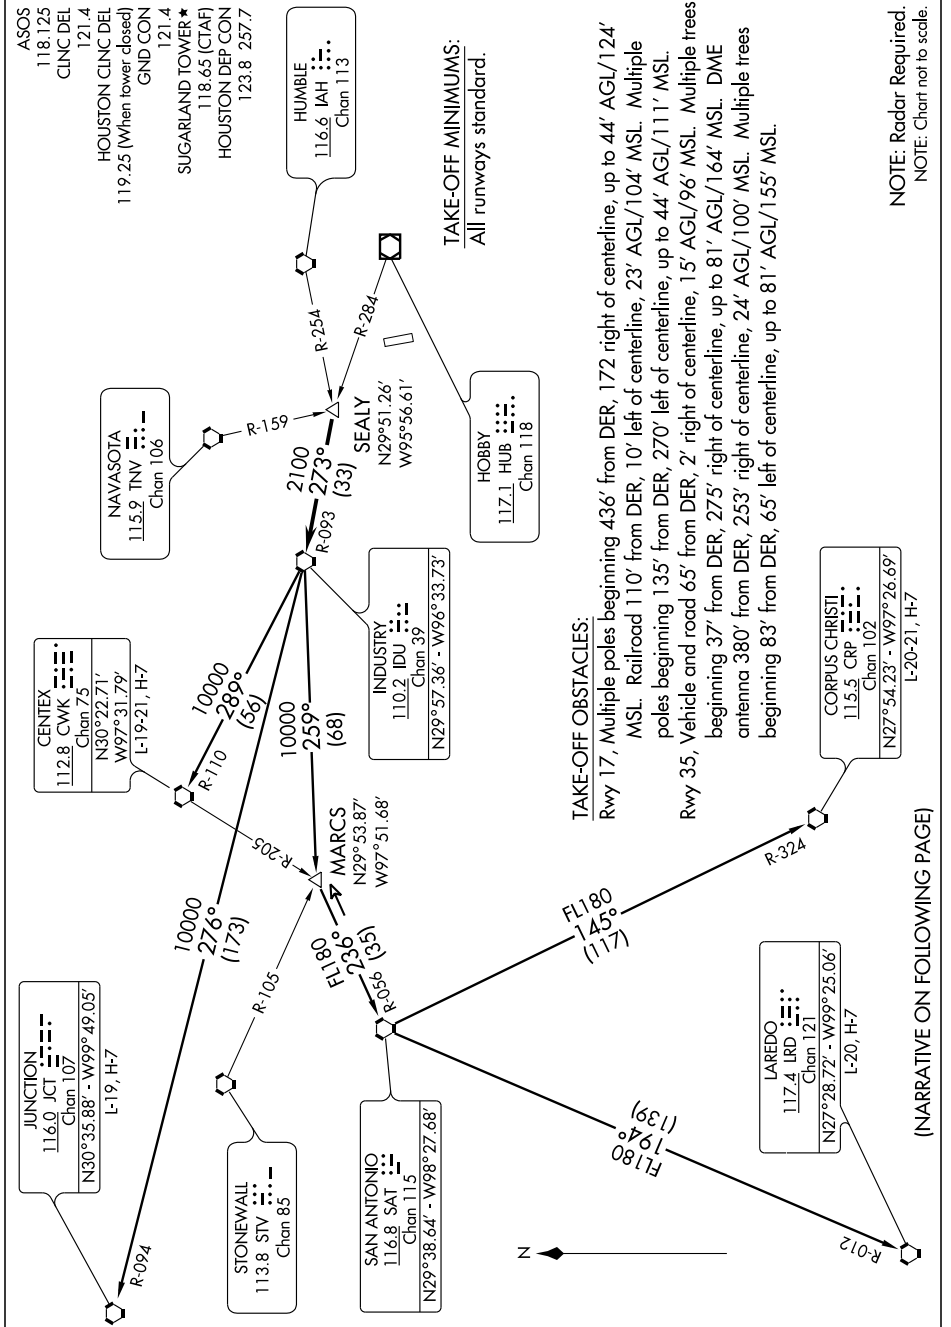 ASOS
118.125
CLNC DEL
121.4
HOUSTON CLNC DEL
119.25 (When tower closed)
GND CON
121.4
SUGARLAND TOWER ★
118.65 (CTAF)
HOUSTON DEP CON
123.8 257.7
HUMBLE
116.6 IAH
Chan 113
TAKE-OFF MINIMUMS:
All runways standard.
NAVASOTA
115.9 TNV
Chan 106
R-254
R-284
R-159
SEALY
N29°51.26'
W95°56.61'
2100
273°
(33)
R-093
HOBBY
117.1 HUB
Chan 118
INDUSTRY
110.2 IDU
Chan 39
N29°57.36' - W96°33.73'
CENTEX
112.8 CWK
Chan 75
N30°22.71'
W97°31.79'
L-19-21, H-7
10000
289°
(56)
R-110
10000
259°
(68)
R-205
MARCS
N29°53.87'
W97°51.68'
10000
276°
(173)
JUNCTION
116.0 JCT
Chan 107
N30°35.88' - W99°49.05'
L-19, H-7
R-094
R-105
STONEWALL
113.8 STV
Chan 85
FL180
236°
(35)
R-056
SAN ANTONIO
116.8 SAT
Chan 115
N29°38.64' - W98°27.68'
FL180
145°
(117)
R-324
CORPUS CHRISTI
115.5 CRP
Chan 102
N27°54.23' - W97°26.69'
L-20-21, H-7
FL180
194°
(139)
R-012
LAREDO
117.4 LRD
Chan 121
N27°28.72' - W99°25.06'
L-20, H-7
N
TAKE-OFF OBSTACLES:
Rwy 17, Multiple poles beginning 436' from DER, 172 right of centerline, up to 44' AGL/124'
MSL. Railroad 110' from DER, 10' left of centerline, 23' AGL/104' MSL. Multiple
poles beginning 135' from DER, 270' left of centerline, up to 44' AGL/111' MSL.
Rwy 35, Vehicle and road 65' from DER, 2' right of centerline, 15' AGL/96' MSL. Multiple trees
beginning 37' from DER, 275' right of centerline, up to 81' AGL/164' MSL. DME
antenna 380' from DER, 253' right of centerline, 24' AGL/100' MSL. Multiple trees
beginning 83' from DER, 65' left of centerline, up to 81' AGL/155' MSL.
NOTE: Radar Required.
NOTE: Chart not to scale.
(NARRATIVE ON FOLLOWING PAGE)